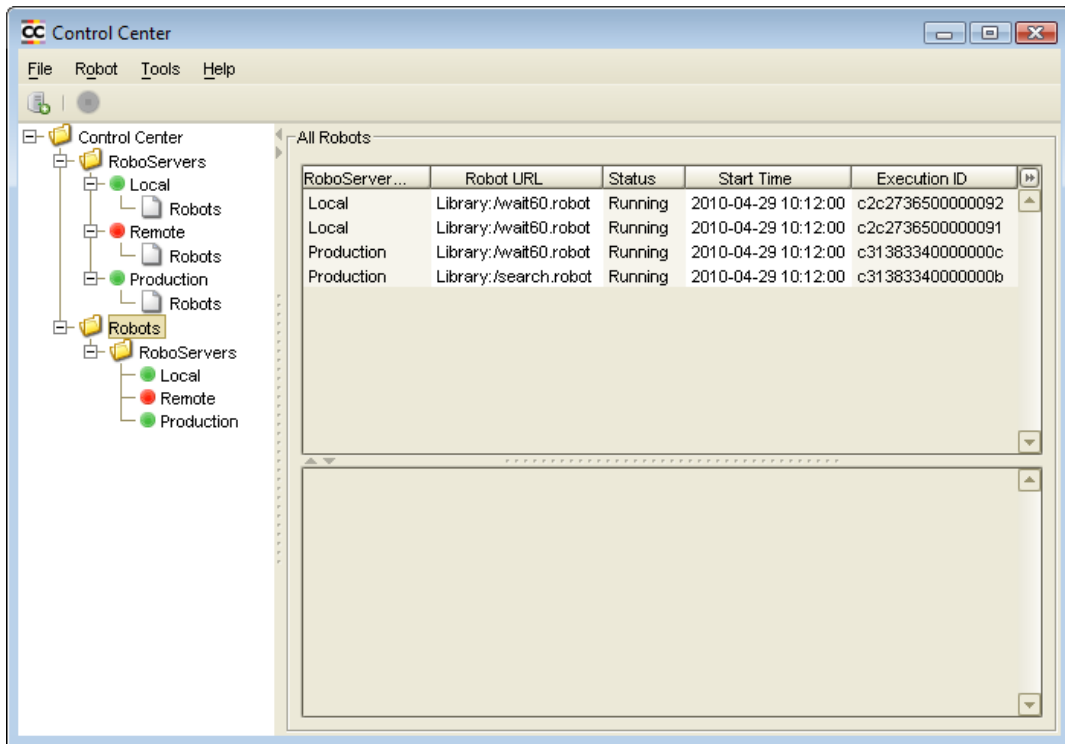 CC Control Center
File Robot Tools Help
Control Center
RoboServers
Local
Robots
Remote
Robots
Production
Robots
Robots
RoboServers
Local
Remote
Production
All Robots
RoboServer... Robot URL Status Start Time Execution ID
Local Library:/wait60.robot Running 2010-04-29 10:12:00 c2c2736500000092
Local Library:/wait60.robot Running 2010-04-29 10:12:00 c2c2736500000091
Production Library:/wait60.robot Running 2010-04-29 10:12:00 c31383340000000c
Production Library:/search.robot Running 2010-04-29 10:12:00 c31383340000000b